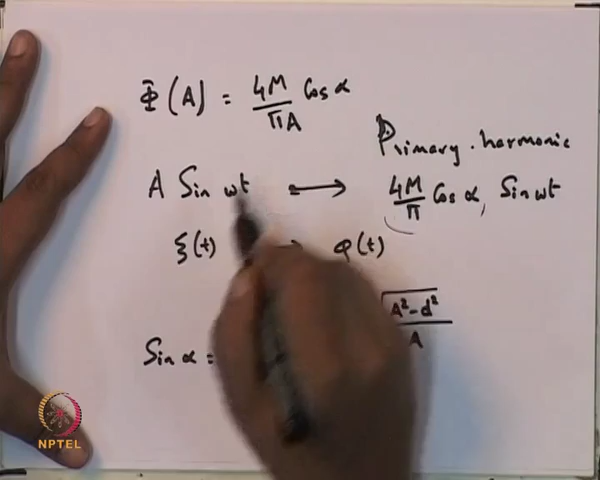 Φ(A) = 4M/πA Cos α
Primary harmonic
A Sin ωt ⟷ 4M/π Cos α, Sin ωt
ξ(t) → φ(t)
Sin α = √(A²-d²)/A
NPTEL